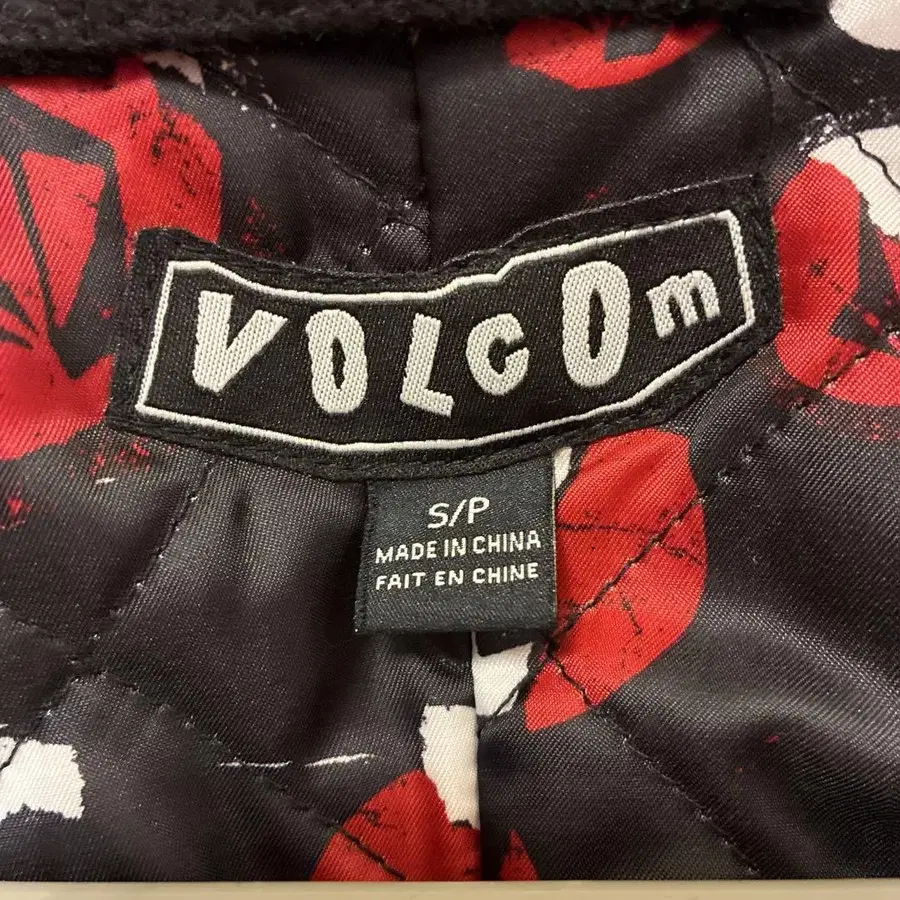 VOLCOm
S/P
MADE IN CHINA
FAIT EN CHINE